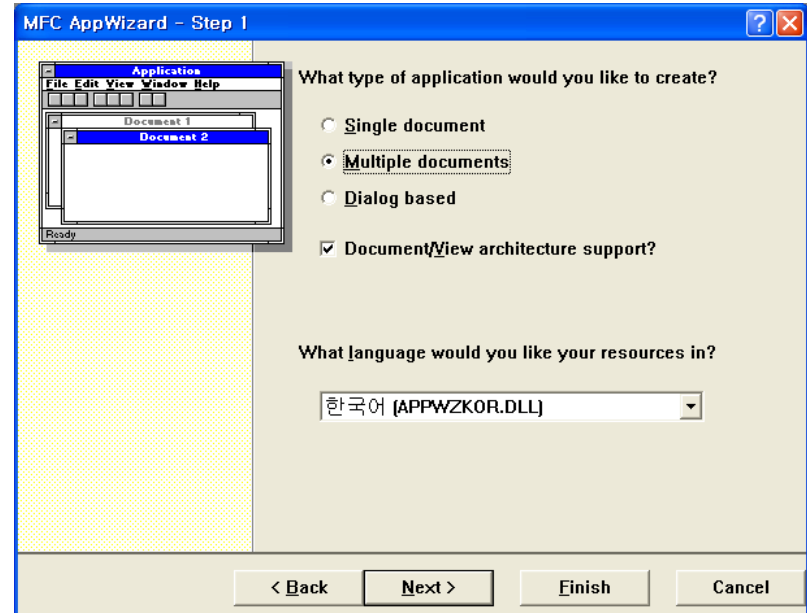 MFC AppWizard - Step 1
Application
File Edit View Window Help
Document 1
Document 2
Ready
What type of application would you like to create?
Single document
Multiple documents
Dialog based
Document/View architecture support?
What language would you like your resources in?
한국어 (APPWZKOR.DLL)
< Back Next > Finish Cancel